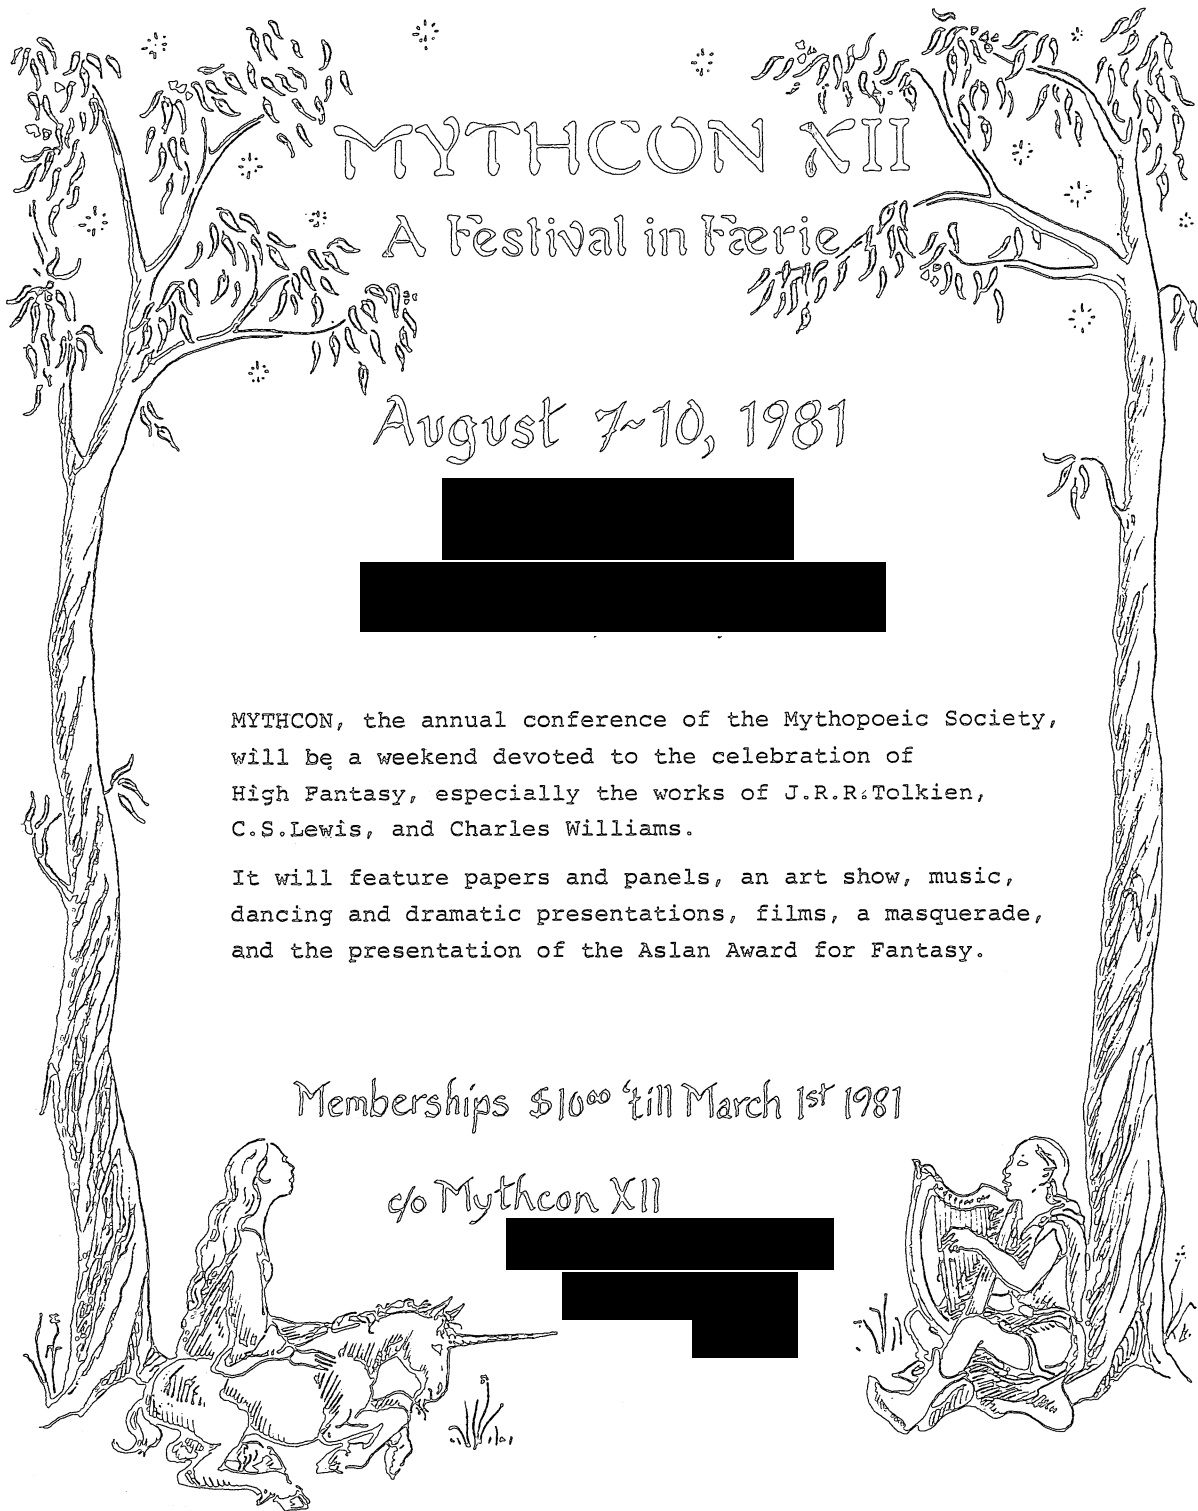 MYTHCON XII
A Festival in Færie
August 7~10, 1981
MYTHCON, the annual conference of the Mythopoeic Society,
will be a weekend devoted to the celebration of
High Fantasy, especially the works of J.R.R.Tolkien,
C.S.Lewis, and Charles Williams.
It will feature papers and panels, an art show, music,
dancing and dramatic presentations, films, a masquerade,
and the presentation of the Aslan Award for Fantasy.
Memberships $10⁰⁰ 'till March 1st 1981
c/o Mythcon XII